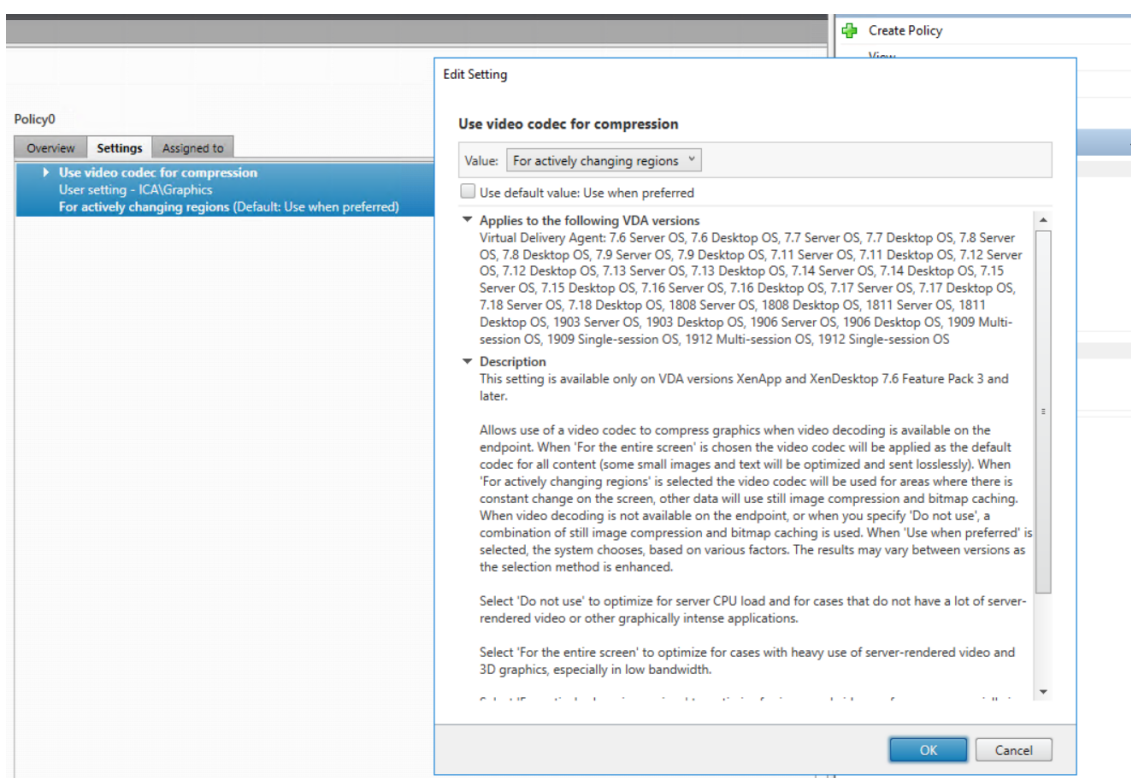 Create Policy
View
Edit Setting
Policy0
Overview Settings Assigned to
Use video codec for compression
User setting - ICA\Graphics
For actively changing regions (Default: Use when preferred)
Use video codec for compression
Value: For actively changing regions
Use default value: Use when preferred
Applies to the following VDA versions
Virtual Delivery Agent: 7.6 Server OS, 7.6 Desktop OS, 7.7 Server OS, 7.7 Desktop OS, 7.8 Server
OS, 7.8 Desktop OS, 7.9 Server OS, 7.9 Desktop OS, 7.11 Server OS, 7.11 Desktop OS, 7.12 Server
OS, 7.12 Desktop OS, 7.13 Server OS, 7.13 Desktop OS, 7.14 Server OS, 7.14 Desktop OS, 7.15
Server OS, 7.15 Desktop OS, 7.16 Server OS, 7.16 Desktop OS, 7.17 Server OS, 7.17 Desktop OS,
7.18 Server OS, 7.18 Desktop OS, 1808 Server OS, 1808 Desktop OS, 1811 Server OS, 1811
Desktop OS, 1903 Server OS, 1903 Desktop OS, 1906 Server OS, 1906 Desktop OS, 1909 Multi-
session OS, 1909 Single-session OS, 1912 Multi-session OS, 1912 Single-session OS
Description
This setting is available only on VDA versions XenApp and XenDesktop 7.6 Feature Pack 3 and
later.
Allows use of a video codec to compress graphics when video decoding is available on the
endpoint. When 'For the entire screen' is chosen the video codec will be applied as the default
codec for all content (some small images and text will be optimized and sent losslessly). When
'For actively changing regions' is selected the video codec will be used for areas where there is
constant change on the screen, other data will use still image compression and bitmap caching.
When video decoding is not available on the endpoint, or when you specify 'Do not use', a
combination of still image compression and bitmap caching is used. When 'Use when preferred' is
selected, the system chooses, based on various factors. The results may vary between versions as
the selection method is enhanced.
Select 'Do not use' to optimize for server CPU load and for cases that do not have a lot of server-
rendered video or other graphically intense applications.
Select 'For the entire screen' to optimize for cases with heavy use of server-rendered video and
3D graphics, especially in low bandwidth.
OK Cancel